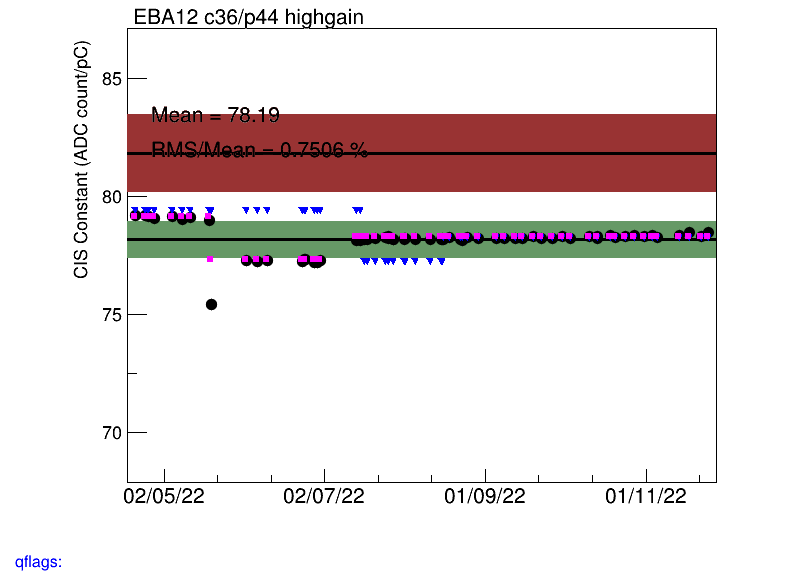 EBA12 c36/p44 highgain
CIS Constant (ADC count/pC)
85
Mean = 78.19
RMS/Mean = 0.7506 %
80
75
70
02/05/22 02/07/22 01/09/22 01/11/22
qflags: